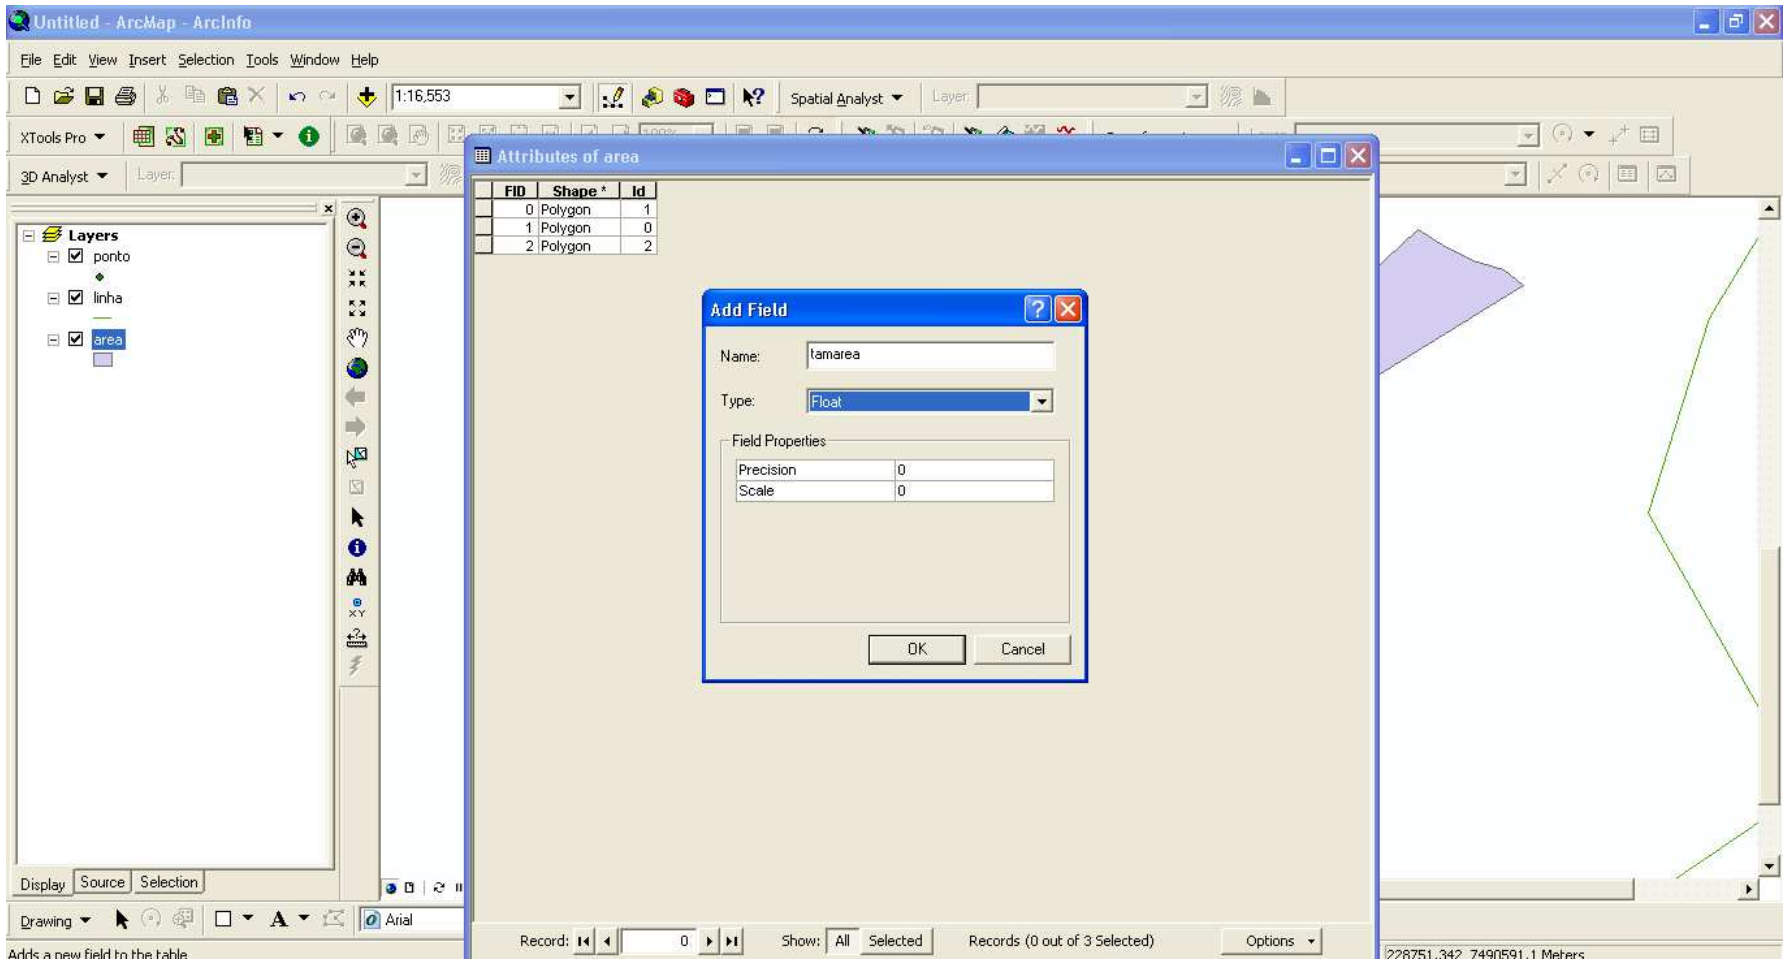 Untitled - ArcMap - ArcInfo
File Edit View Insert Selection Tools Window Help
1:16,553 Spatial Analyst Layer:
XTools Pro
3D Analyst Layer:
Attributes of area
FID Shape * Id
0 Polygon 1
1 Polygon 0
2 Polygon 2
Layers
ponto
linha
area
Add Field
Name: tamarea
Type: Float
Field Properties
Precision 0
Scale 0
OK Cancel
XY
Display Source Selection
Drawing A Arial
Record: 0 Show: All Selected Records (0 out of 3 Selected) Options
Adds a new field to the table
228751.342 7490591.1 Meters